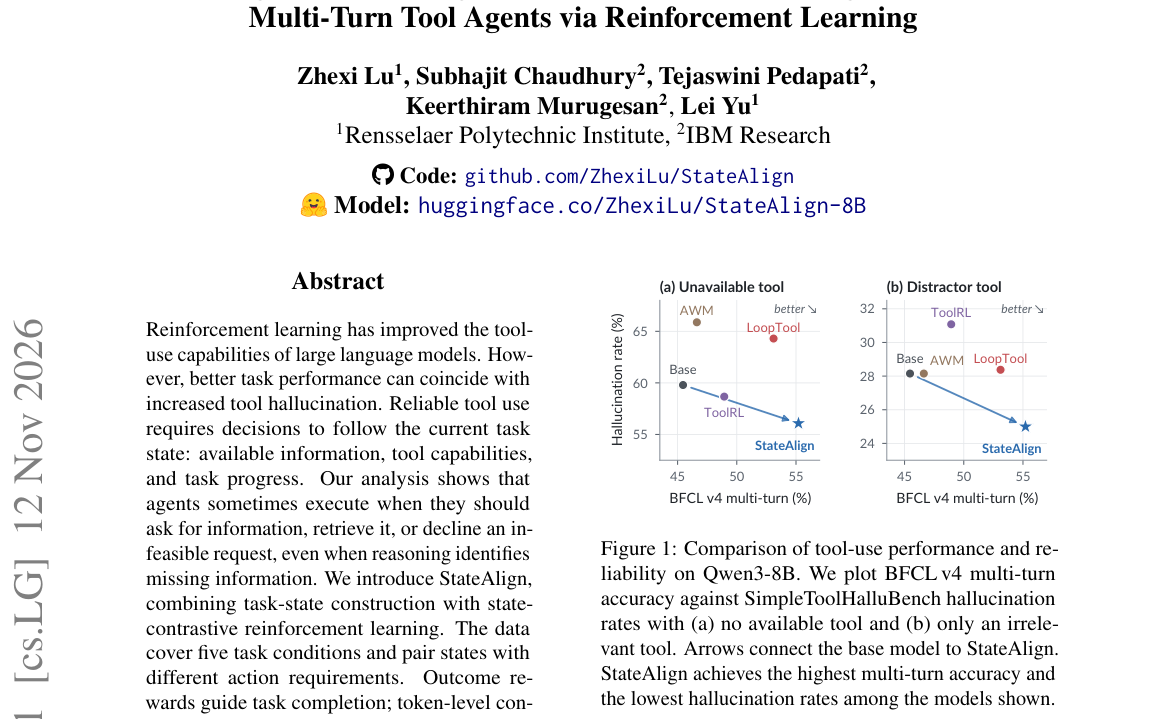 Multi-Turn Tool Agents via Reinforcement Learning
Zhexi Lu1, Subhajit Chaudhury2, Tejaswini Pedapati2,
Keerthiram Murugesan2, Lei Yu1
1Rensselaer Polytechnic Institute, 2IBM Research
Code: github.com/ZhexiLu/StateAlign
Model: huggingface.co/ZhexiLu/StateAlign-8B
[cs.LG] 12 Nov 2026
Abstract
Reinforcement learning has improved the tool-
use capabilities of large language models. How-
ever, better task performance can coincide with
increased tool hallucination. Reliable tool use
requires decisions to follow the current task
state: available information, tool capabilities,
and task progress. Our analysis shows that
agents sometimes execute when they should
ask for information, retrieve it, or decline an in-
feasible request, even when reasoning identifies
missing information. We introduce StateAlign,
combining task-state construction with state-
contrastive reinforcement learning. The data
cover five task conditions and pair states with
different action requirements. Outcome re-
wards guide task completion; token-level con-
(a) Unavailable tool
better
AWM
LoopTool
Base
ToolRL
StateAlign
Hallucination rate (%)
65
60
55
45 50 55
BFCL v4 multi-turn (%)
(b) Distractor tool
better
ToolRL
Base AWM LoopTool
StateAlign
32
30
28
26
24
45 50 55
BFCL v4 multi-turn (%)
Figure 1: Comparison of tool-use performance and re-
liability on Qwen3-8B. We plot BFCL v4 multi-turn
accuracy against SimpleToolHalluBench hallucination
rates with (a) no available tool and (b) only an irrele-
vant tool. Arrows connect the base model to StateAlign.
StateAlign achieves the highest multi-turn accuracy and
the lowest hallucination rates among the models shown.